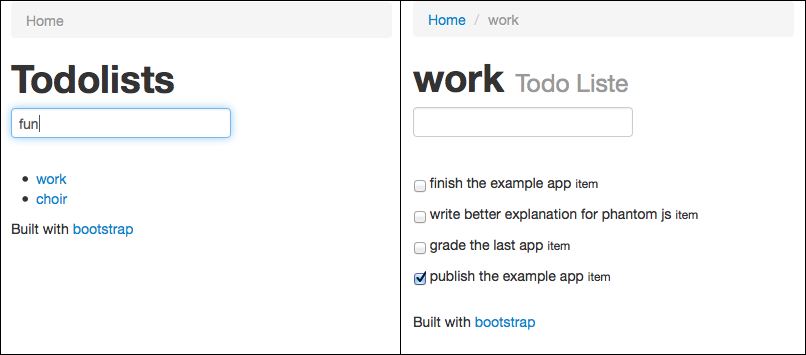 Home
Todolists
fun
work
choir
Built with bootstrap
Home / work
work Todo Liste
finish the example app item
write better explanation for phantom js item
grade the last app item
publish the example app item
Built with bootstrap